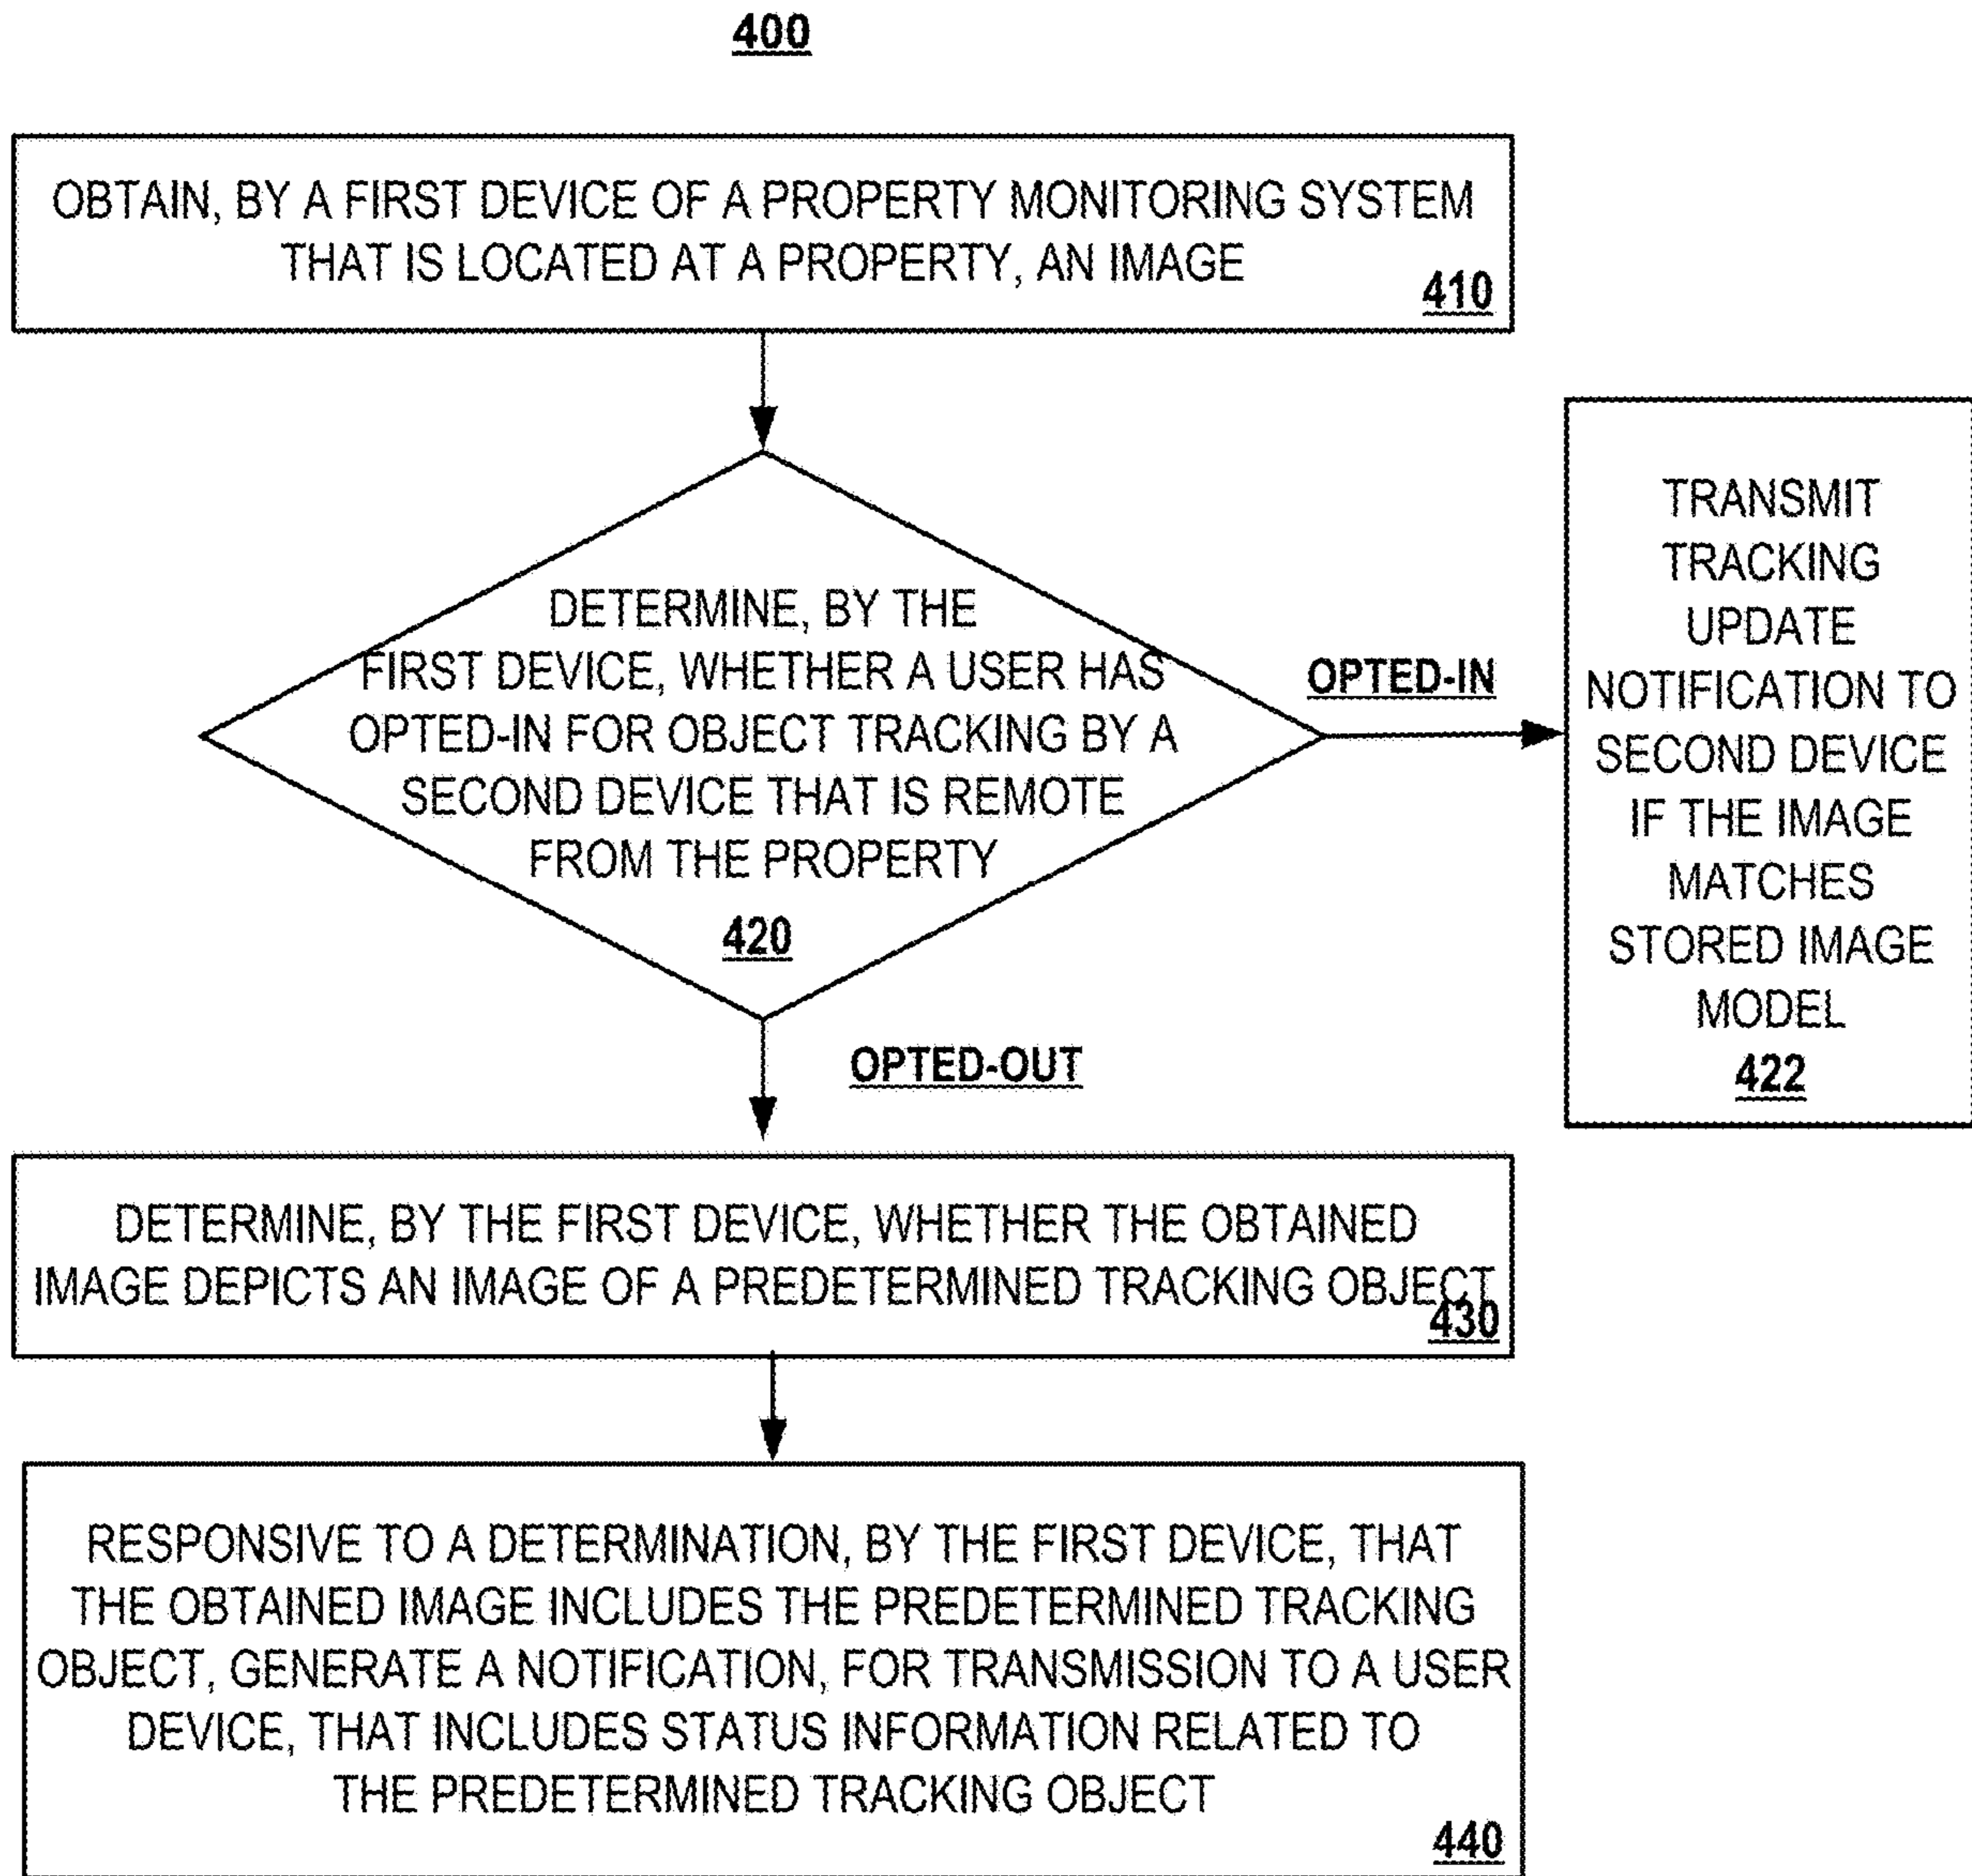 400
OBTAIN, BY A FIRST DEVICE OF A PROPERTY MONITORING SYSTEM
THAT IS LOCATED AT A PROPERTY, AN IMAGE
410
DETERMINE, BY THE
FIRST DEVICE, WHETHER A USER HAS
OPTED-IN FOR OBJECT TRACKING BY A
SECOND DEVICE THAT IS REMOTE
FROM THE PROPERTY
420
OPTED-IN
TRANSMIT
TRACKING
UPDATE
NOTIFICATION TO
SECOND DEVICE
IF THE IMAGE
MATCHES
STORED IMAGE
MODEL
422
OPTED-OUT
DETERMINE, BY THE FIRST DEVICE, WHETHER THE OBTAINED
IMAGE DEPICTS AN IMAGE OF A PREDETERMINED TRACKING OBJECT
430
RESPONSIVE TO A DETERMINATION, BY THE FIRST DEVICE, THAT
THE OBTAINED IMAGE INCLUDES THE PREDETERMINED TRACKING
OBJECT, GENERATE A NOTIFICATION, FOR TRANSMISSION TO A USER
DEVICE, THAT INCLUDES STATUS INFORMATION RELATED TO
THE PREDETERMINED TRACKING OBJECT
440